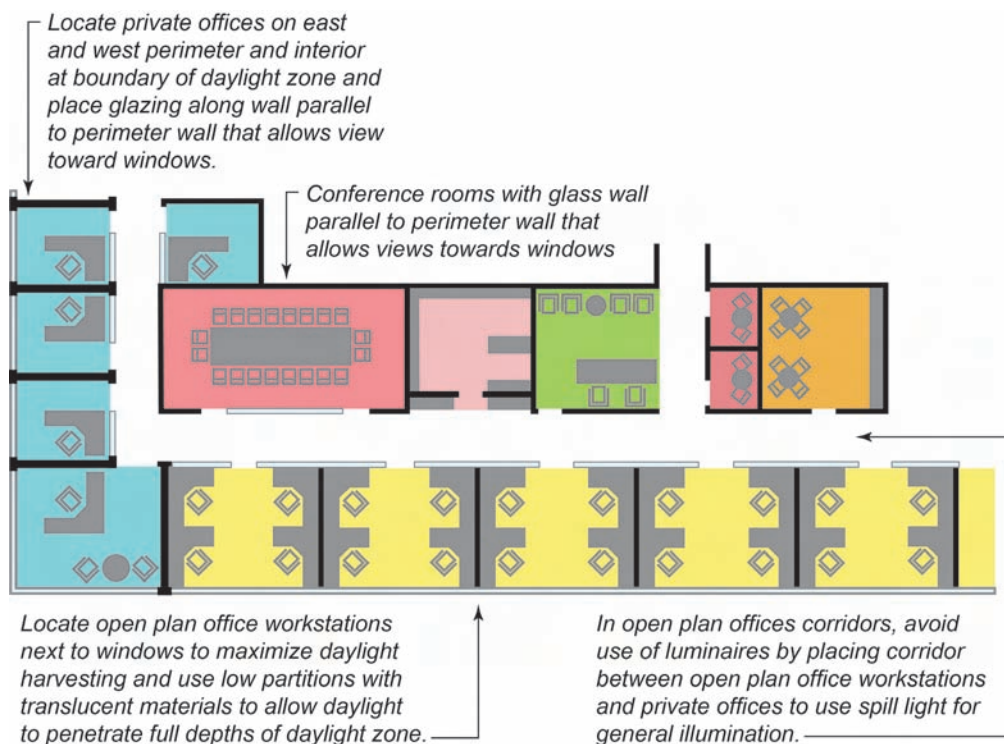 Locate private offices on east
and west perimeter and interior
at boundary of daylight zone and
place glazing along wall parallel
to perimeter wall that allows view
toward windows.
Conference rooms with glass wall
parallel to perimeter wall that
allows views towards windows
Locate open plan office workstations
next to windows to maximize daylight
harvesting and use low partitions with
translucent materials to allow daylight
to penetrate full depths of daylight zone.
In open plan offices corridors, avoid
use of luminaires by placing corridor
between open plan office workstations
and private offices to use spill light for
general illumination.